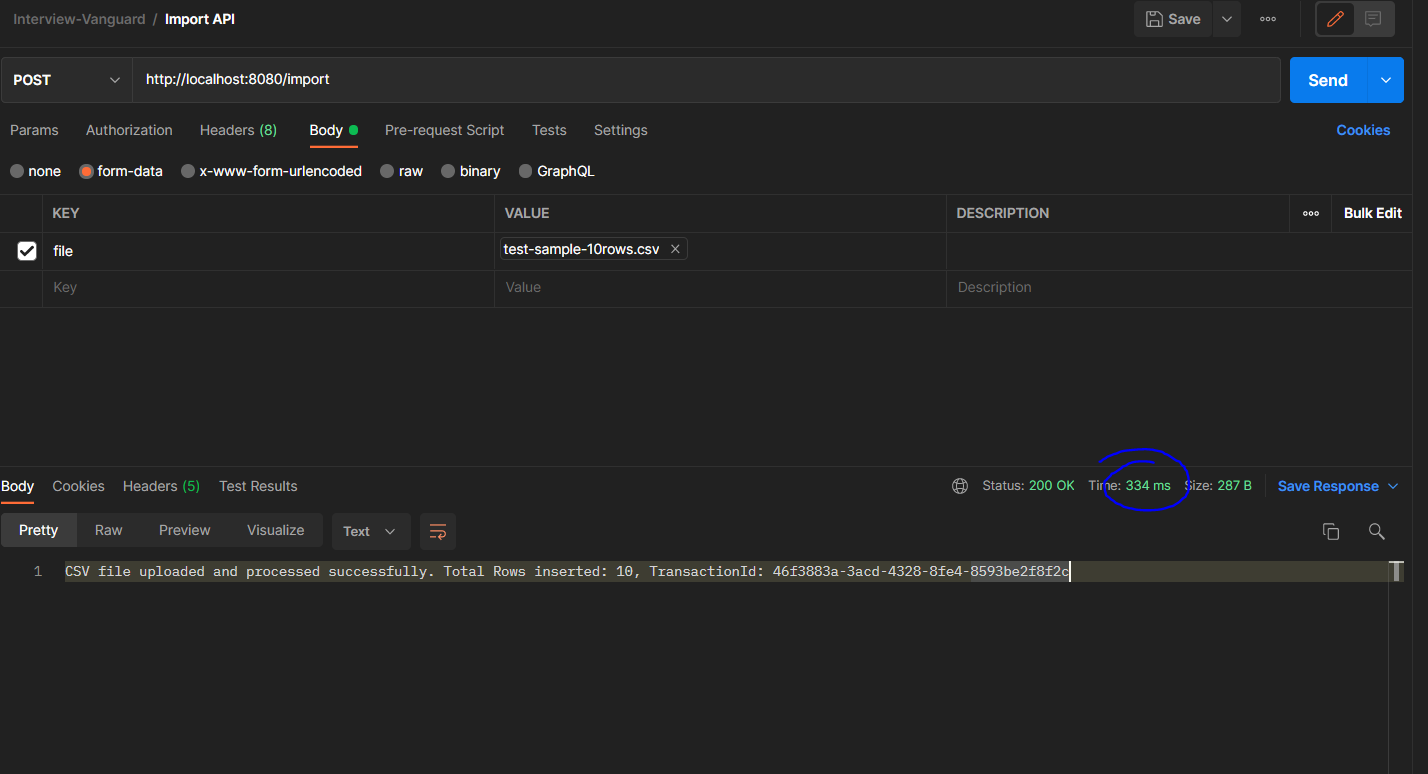 Interview-Vanguard / Import API Save
POST http://localhost:8080/import Send
Params Authorization Headers (8) Body Pre-request Script Tests Settings Cookies
none form-data x-www-form-urlencoded raw binary GraphQL
KEY VALUE DESCRIPTION Bulk Edit
file test-sample-10rows.csv
Key Value Description
Body Cookies Headers (5) Test Results Status: 200 OK Time: 334 ms Size: 287 B Save Response
Pretty Raw Preview Visualize Text
1 CSV file uploaded and processed successfully. Total Rows inserted: 10, TransactionId: 46f3883a-3acd-4328-8fe4-8593be2f8f2c